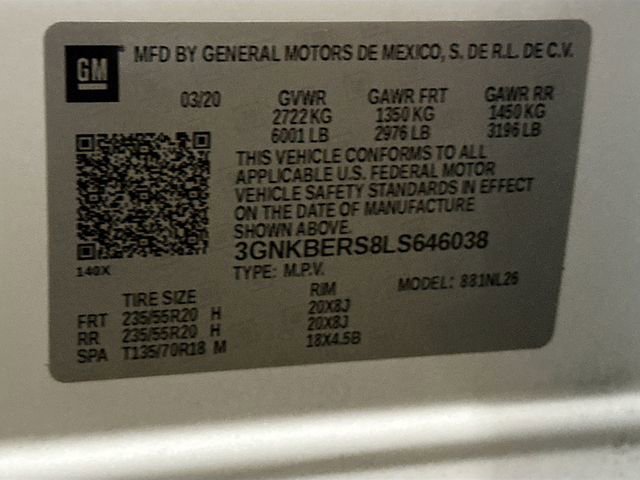 GM MFD BY GENERAL MOTORS DE MEXICO, S. DE R.L. DE C.V.
03/20 GVWR GAWR FRT GAWR RR
2722 KG 1350 KG 1450 KG
6001 LB 2976 LB 3196 LB
THIS VEHICLE CONFORMS TO ALL
APPLICABLE U.S. FEDERAL MOTOR
VEHICLE SAFETY STANDARDS IN EFFECT
ON THE DATE OF MANUFACTURE
SHOWN ABOVE.
3GNKBERS8LS646038
140X
TYPE: M.P.V. MODEL: 881NL26
TIRE SIZE RIM
FRT 235/55R20 H 20X8J
RR 235/55R20 H 20X8J
SPA T135/70R18 M 18X4.5B